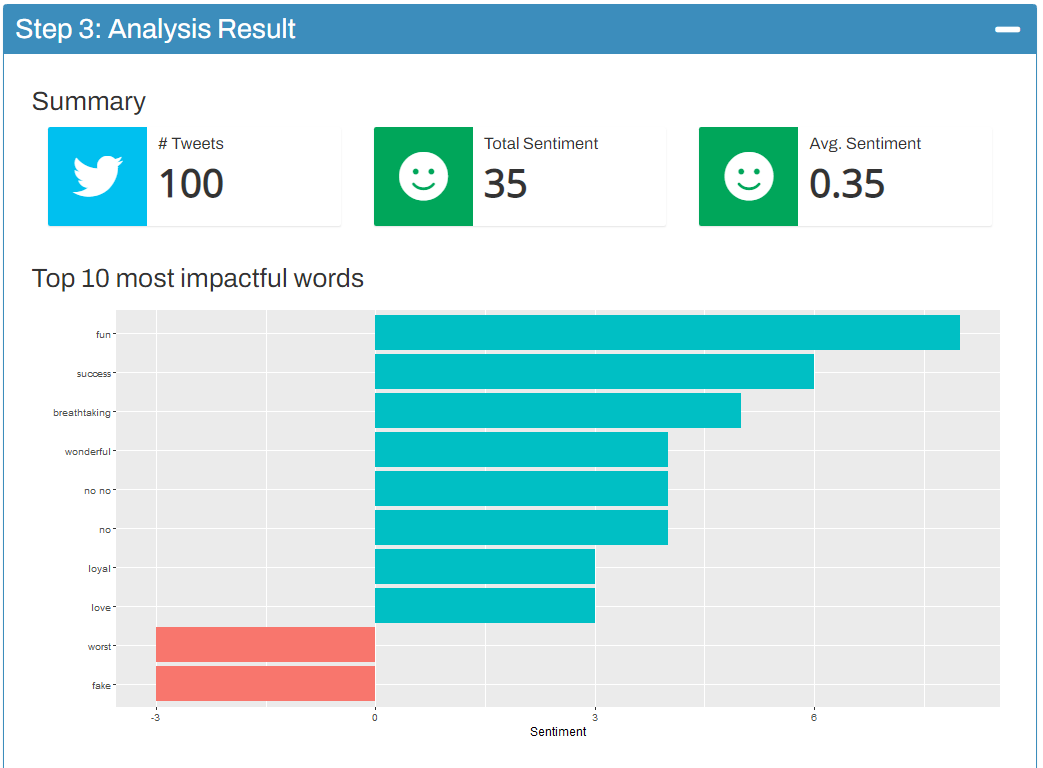 Step 3: Analysis Result
Summary
# Tweets
100
Total Sentiment
35
Avg. Sentiment
0.35
Top 10 most impactful words
fun
success
breathtaking
wonderful
no no
no
loyal
love
worst
fake
-3 0 3 6
Sentiment